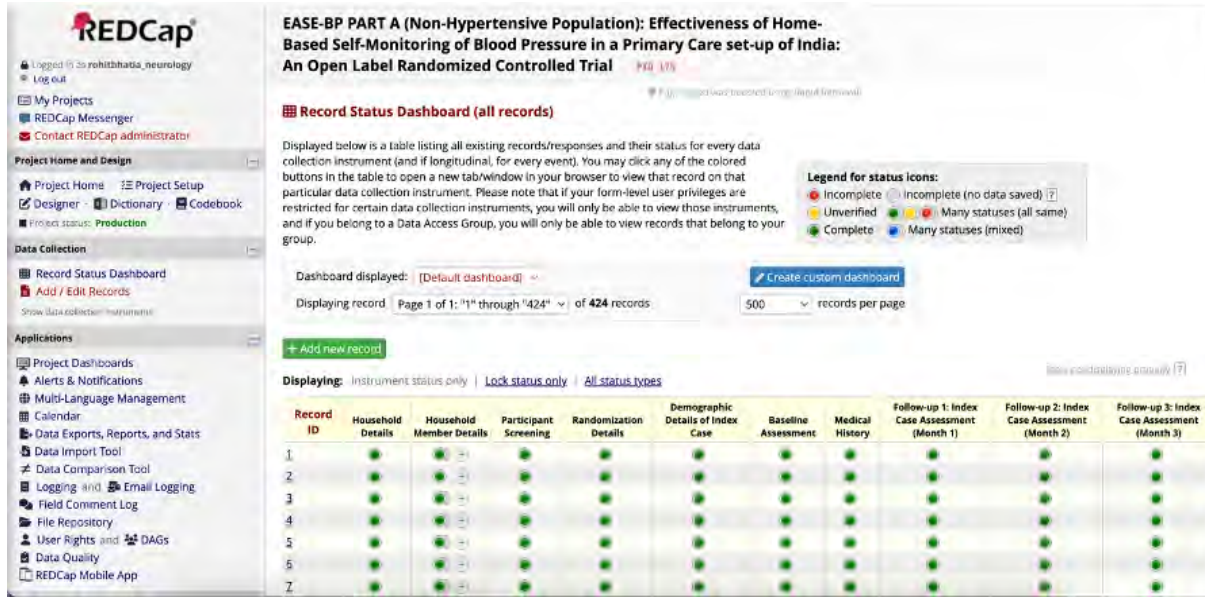 REDCap
Logged in as rohitbhatia_neurology
Log out
My Projects
REDCap Messenger
Contact REDCap administrator
Project Home and Design
Project Home Project Setup
Designer · Dictionary · Codebook
Project status: Production
Data Collection
Record Status Dashboard
Add / Edit Records
Show data collection instruments
Applications
Project Dashboards
Alerts & Notifications
Multi-Language Management
Calendar
Data Exports, Reports, and Stats
Data Import Tool
Data Comparison Tool
Logging and Email Logging
Field Comment Log
File Repository
User Rights and DAGs
Data Quality
REDCap Mobile App
EASE-BP PART A (Non-Hypertensive Population): Effectiveness of Home-
Based Self-Monitoring of Blood Pressure in a Primary Care set-up of India:
An Open Label Randomized Controlled Trial PID 175
Record Status Dashboard (all records)
Displayed below is a table listing all existing records/responses and their status for every data
collection instrument (and if longitudinal, for every event). You may click any of the colored
buttons in the table to open a new tab/window in your browser to view that record on that
particular data collection instrument. Please note that if your form-level user privileges are
restricted for certain data collection instruments, you will only be able to view those instruments,
and if you belong to a Data Access Group, you will only be able to view records that belong to your
group.
Legend for status icons:
Incomplete Incomplete (no data saved) ?
Unverified Many statuses (all same)
Complete Many statuses (mixed)
Dashboard displayed: [Default dashboard]
Create custom dashboard
Displaying record Page 1 of 1: "1" through "424" of 424 records
500 records per page
+ Add new record
Displaying: Instrument status only | Lock status only | All status types
Record ID Household Details Household Member Details Participant Screening Randomization Details Demographic Details of Index Case Baseline Assessment Medical History Follow-up 1: Index Case Assessment (Month 1) Follow-up 2: Index Case Assessment (Month 2) Follow-up 3: Index Case Assessment (Month 3)
1
2
3
4
5
6
7